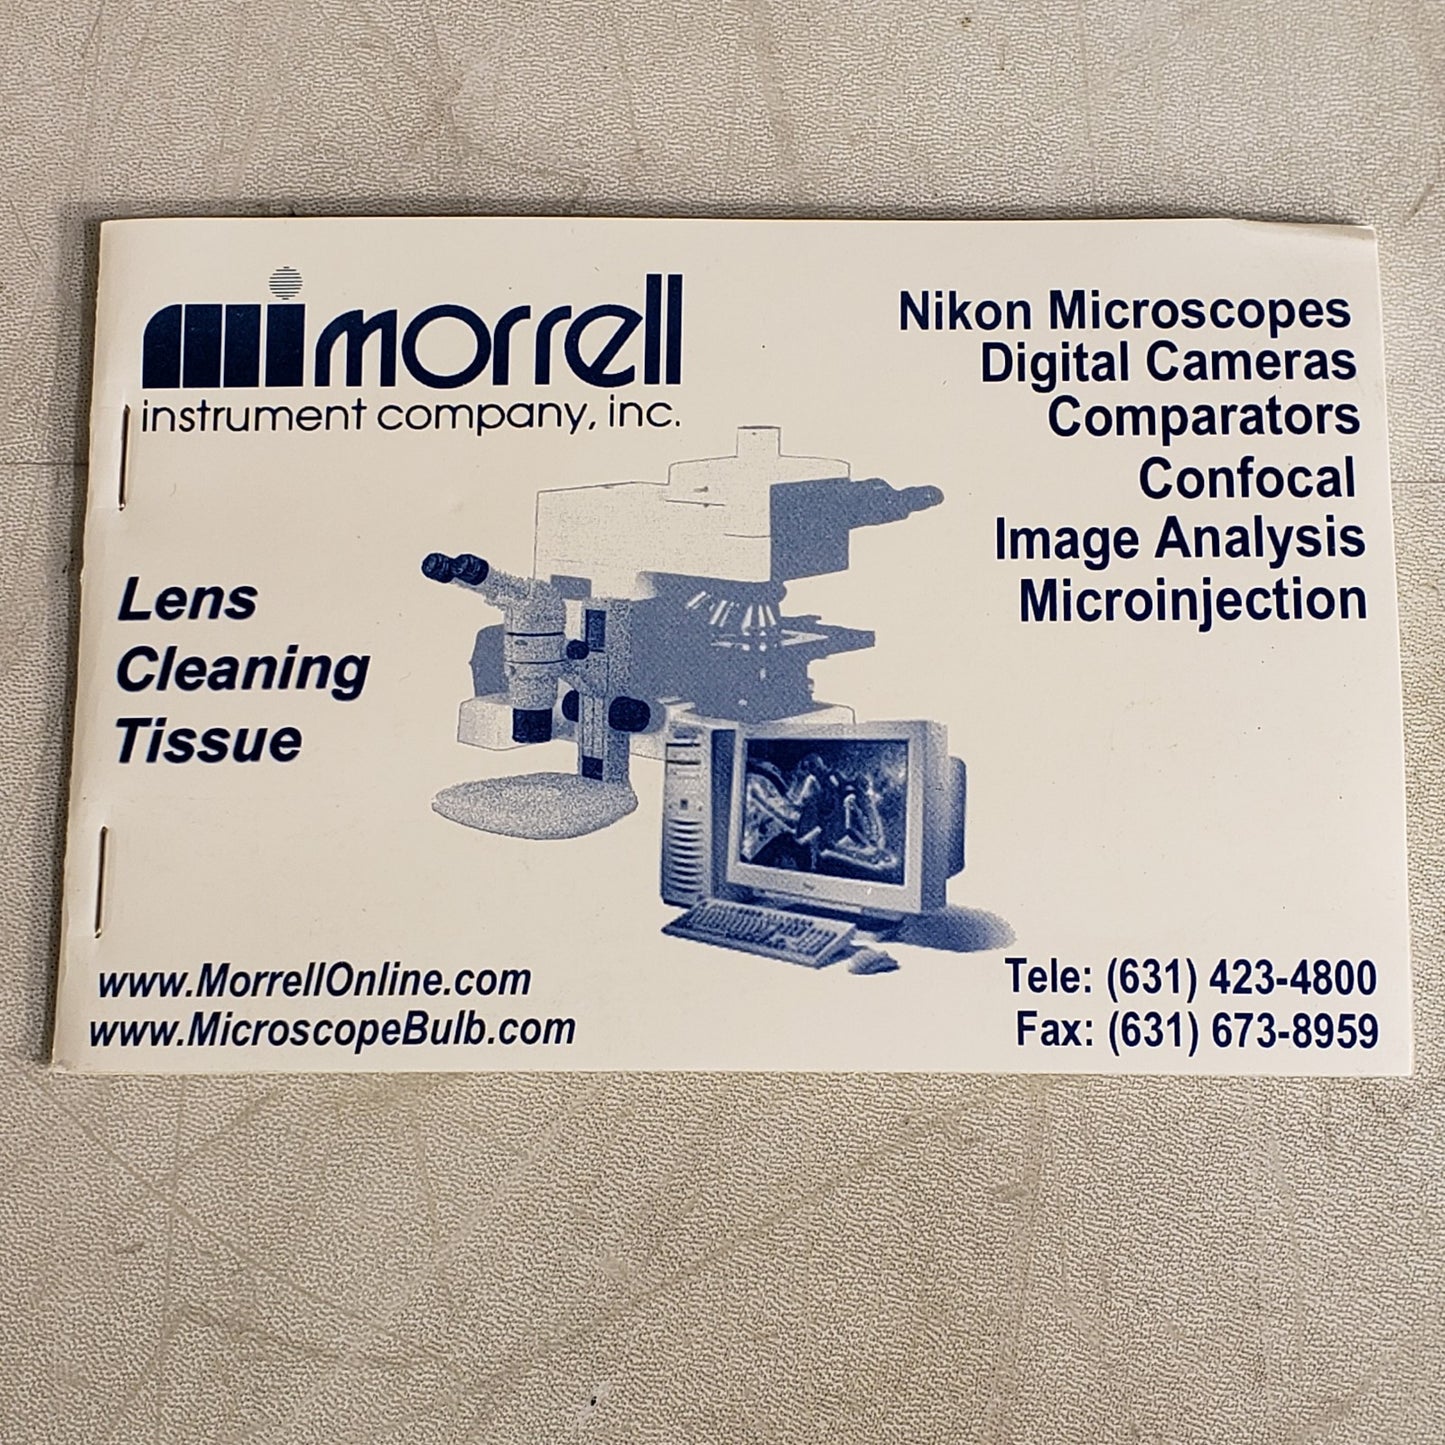 mi morrell
instrument company, inc.
Nikon Microscopes
Digital Cameras
Comparators
Confocal
Image Analysis
Microinjection
Lens
Cleaning
Tissue
www.MorrellOnline.com
www.MicroscopeBulb.com
Tele: (631) 423-4800
Fax: (631) 673-8959